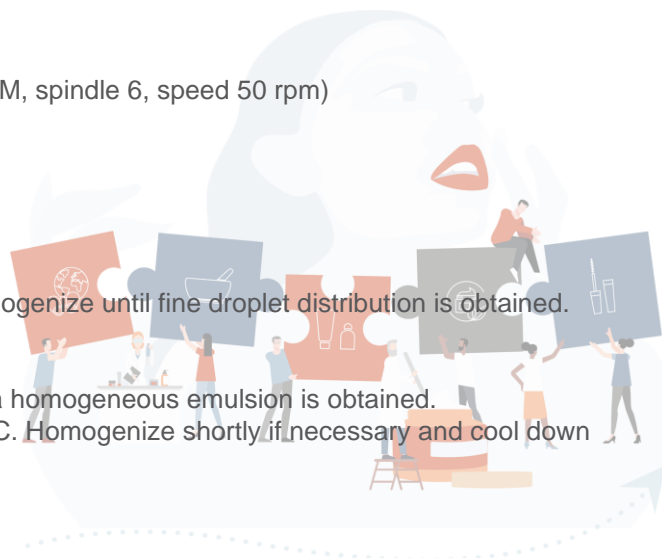 M, spindle 6, speed 50 rpm)
ogenize until fine droplet distribution is obtained.
a homogeneous emulsion is obtained.
C. Homogenize shortly if necessary and cool down